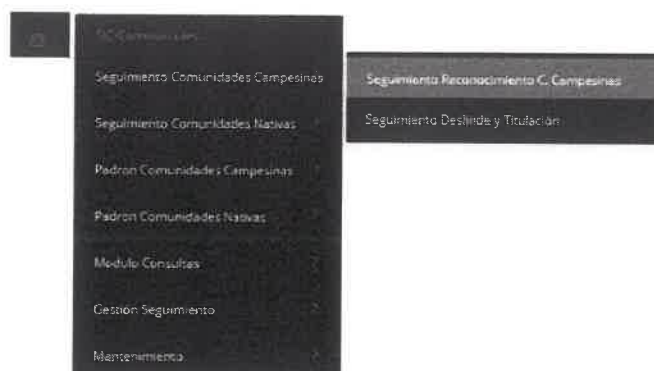 Seguimiento Comunidades Campesinas
Seguimiento Comunidades Nativas
Padron Comunidades Campesinas
Padron Comunidades Nativas
Modulo Consultas
Gestión Seguimiento
Mantenimiento
Seguimiento Reconocimiento C. Campesinas
Seguimiento Deslinde y Titulación